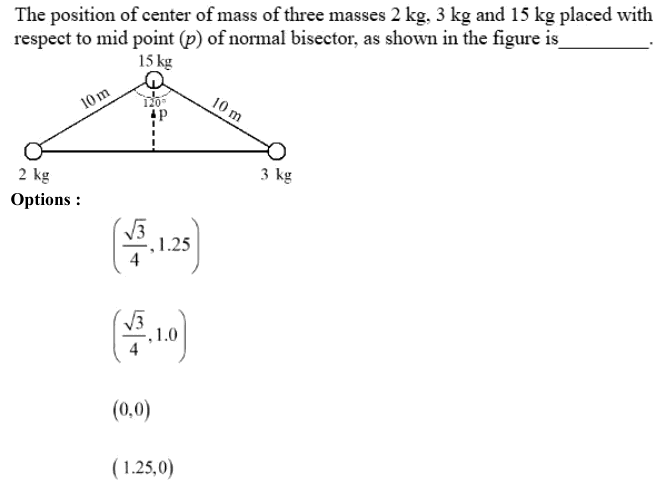 The position of center of mass of three masses 2 kg, 3 kg and 15 kg placed with
respect to mid point (p) of normal bisector, as shown in the figure is__________.
15 kg
10 m
120°
10 m
p
2 kg
3 kg
Options :
(√3/4, 1.25)
(√3/4, 1.0)
(0,0)
( 1.25,0)